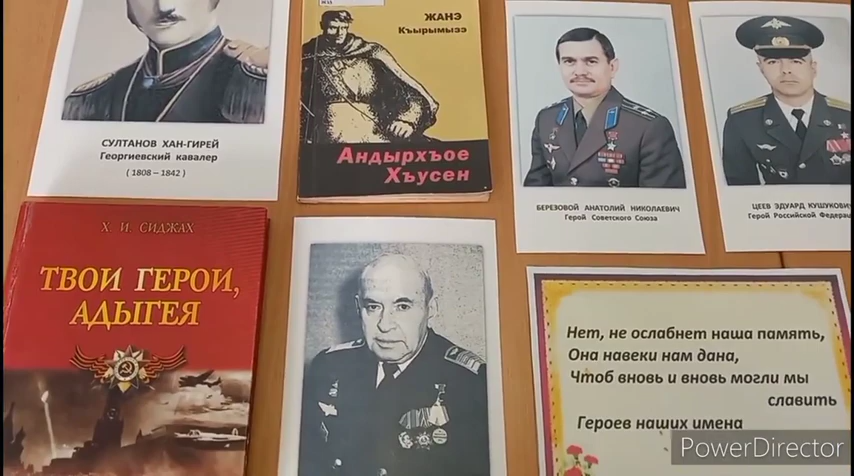 СУЛТАНОВ ХАН-ГИРЕЙ
Георгиевский кавалер
( 1808 – 1842 )
ЖАНЭ
Къырымызэ
Андырхъое
Хъусен
БЕРЕЗОВОЙ АНАТОЛИЙ НИКОЛАЕВИЧ
Герой Советского Союза
ЦЕЕВ ЭДУАРД КУШУКОВИЧ
Герой Российской Федерац
Х. И. СИДЖАХ
ТВОИ ГЕРОИ,
АДЫГЕЯ
Нет, не ослабнет наша память,
Она навеки нам дана,
Чтоб вновь и вновь могли мы
славить
Героев наших имена
PowerDirector